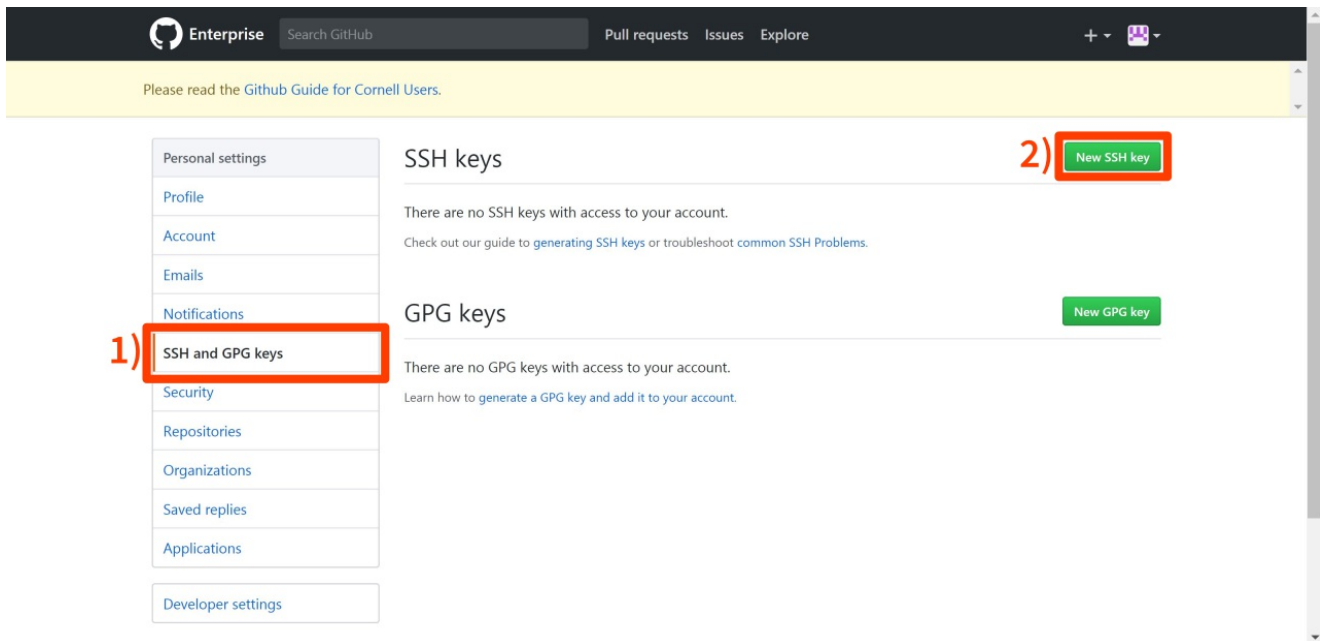 Enterprise Search GitHub Pull requests Issues Explore
Please read the Github Guide for Cornell Users.
Personal settings
Profile
Account
Emails
Notifications
1) SSH and GPG keys
Security
Repositories
Organizations
Saved replies
Applications
Developer settings
SSH keys
2) New SSH key
There are no SSH keys with access to your account.
Check out our guide to generating SSH keys or troubleshoot common SSH Problems.
GPG keys
New GPG key
There are no GPG keys with access to your account.
Learn how to generate a GPG key and add it to your account.